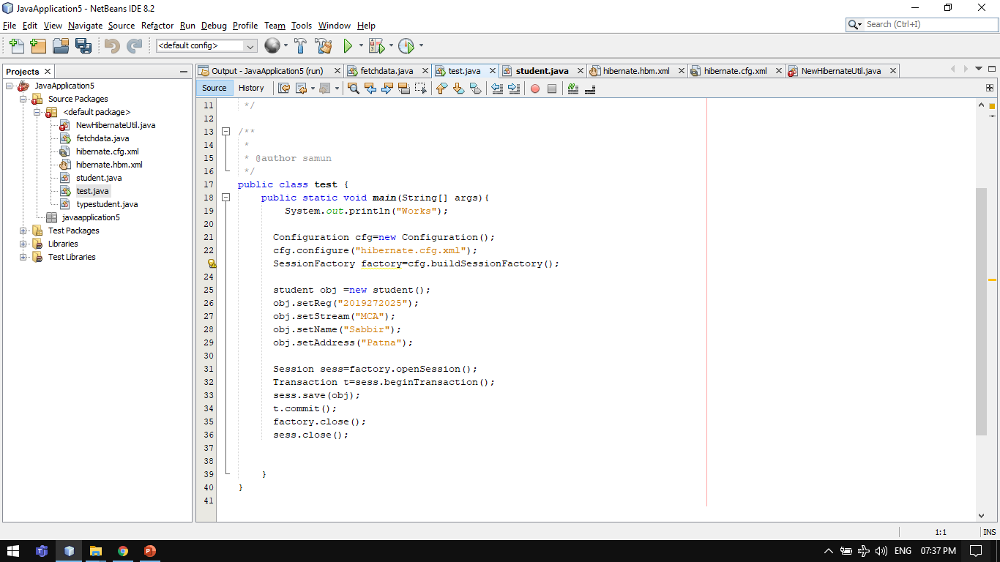 JavaApplication5 - NetBeans IDE 8.2
File Edit View Navigate Source Refactor Run Debug Profile Team Tools Window Help
Search (Ctrl+I)
<default config>
Projects
Output - JavaApplication5 (run)
fetchdata.java
test.java
student.java
hibernate.hbm.xml
hibernate.cfg.xml
NewHibernateUtil.java
JavaApplication5
Source Packages
<default package>
NewHibernateUtil.java
fetchdata.java
hibernate.cfg.xml
hibernate.hbm.xml
student.java
test.java
typestudent.java
javaapplication5
Test Packages
Libraries
Test Libraries
Source History
11 */
12
13 /**
14 *
15 * @author samun
16 */
17 public class test {
18 public static void main(String[] args){
19 System.out.println("Works");
20
21 Configuration cfg=new Configuration();
22 cfg.configure("hibernate.cfg.xml");
SessionFactory factory=cfg.buildSessionFactory();
24
25 student obj =new student();
26 obj.setReg("2019272025");
27 obj.setStream("MCA");
28 obj.setName("Sabbir");
29 obj.setAddress("Patna");
30
31 Session sess=factory.openSession();
32 Transaction t=sess.beginTransaction();
33 sess.save(obj);
34 t.commit();
35 factory.close();
36 sess.close();
37
38
39 }
40 }
41
1:1 INS
ENG 07:37 PM